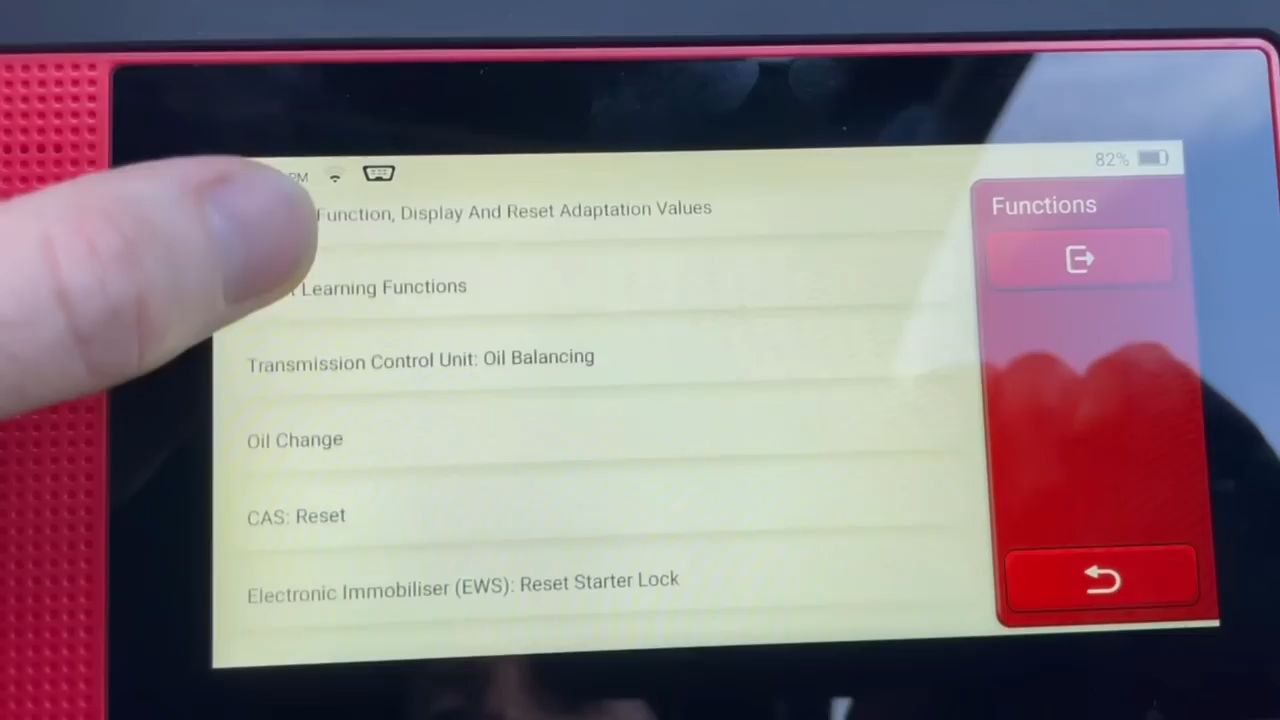 PM 82%
Function, Display And Reset Adaptation Values
Functions
Learning Functions
Transmission Control Unit: Oil Balancing
Oil Change
CAS: Reset
Electronic Immobiliser (EWS): Reset Starter Lock